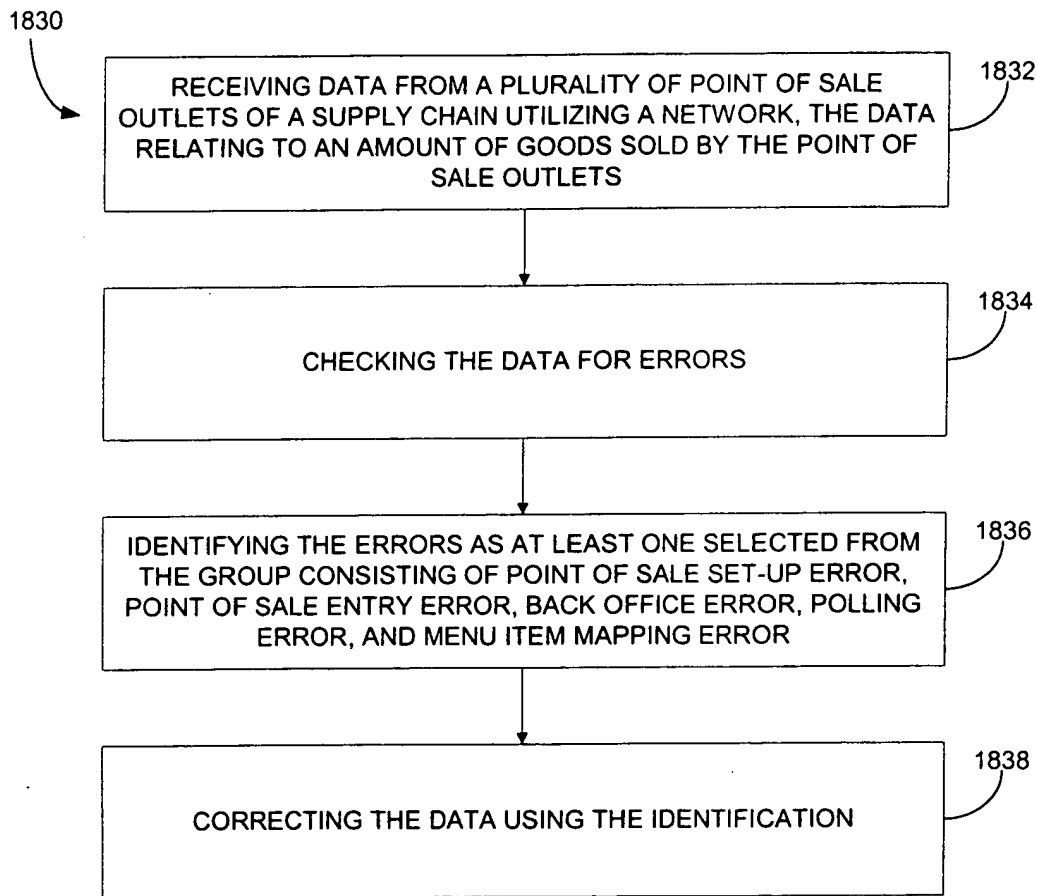 1830
RECEIVING DATA FROM A PLURALITY OF POINT OF SALE
OUTLETS OF A SUPPLY CHAIN UTILIZING A NETWORK, THE DATA
RELATING TO AN AMOUNT OF GOODS SOLD BY THE POINT OF
SALE OUTLETS
1832
CHECKING THE DATA FOR ERRORS
1834
IDENTIFYING THE ERRORS AS AT LEAST ONE SELECTED FROM
THE GROUP CONSISTING OF POINT OF SALE SET-UP ERROR,
POINT OF SALE ENTRY ERROR, BACK OFFICE ERROR, POLLING
ERROR, AND MENU ITEM MAPPING ERROR
1836
CORRECTING THE DATA USING THE IDENTIFICATION
1838